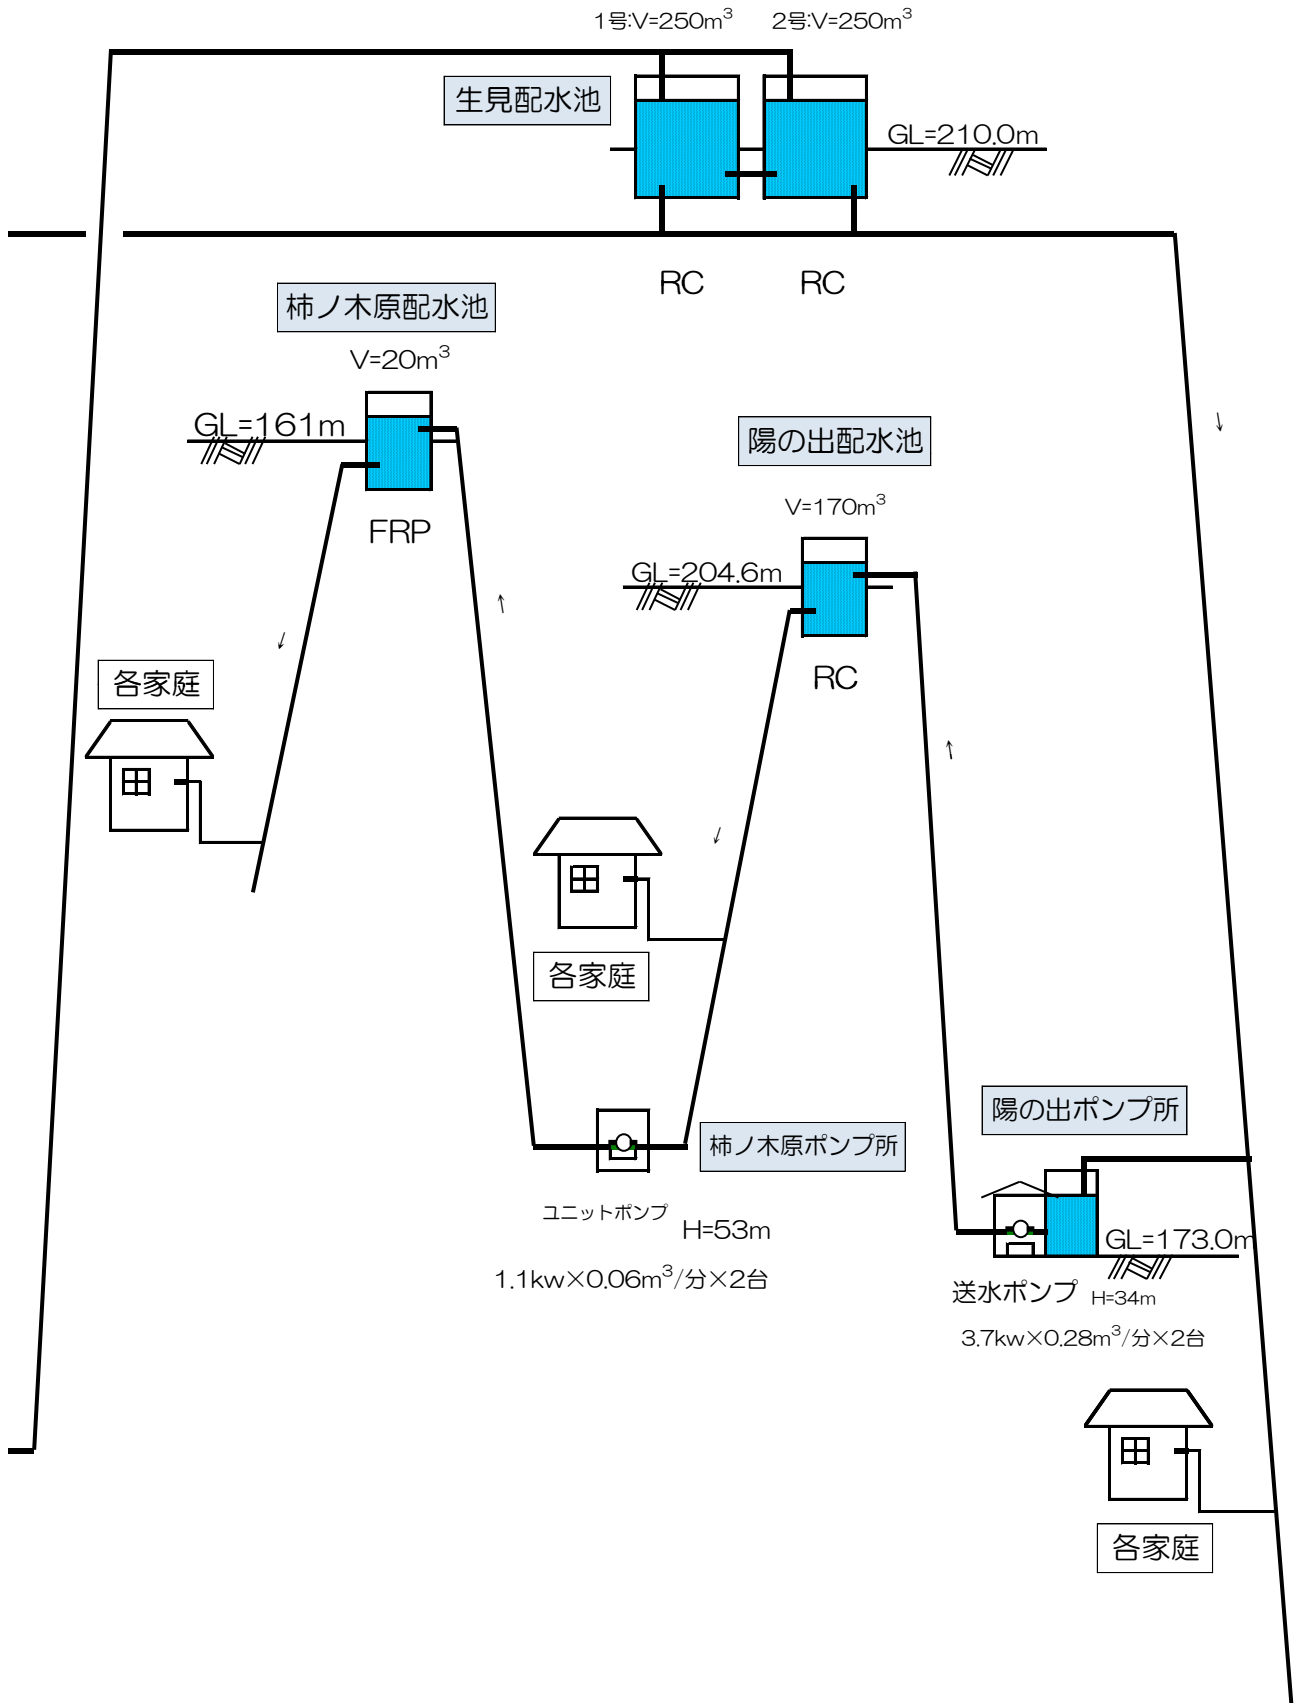 1号:V=250m³ 2号:V=250m³
生見配水池
GL=210.0m
RC RC
柿ノ木原配水池
V=20m³
GL=161m
FRP
陽の出配水池
V=170m³
GL=204.6m
RC
↓
↑
↓
各家庭
↑
↓
各家庭
陽の出ポンプ所
柿ノ木原ポンプ所
ユニットポンプ H=53m
1.1kw×0.06m³/分×2台
GL=173.0m
送水ポンプ H=34m
3.7kw×0.28m³/分×2台
各家庭